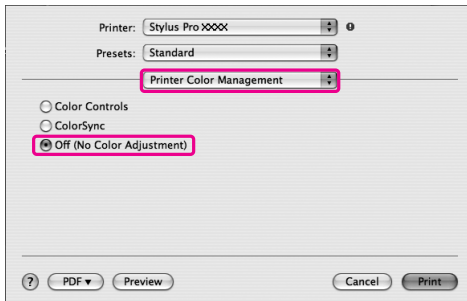 Printer: Stylus Pro XXXX
Presets: Standard
Printer Color Management
Color Controls
ColorSync
Off (No Color Adjustment)
? PDF ▼ Preview Cancel Print